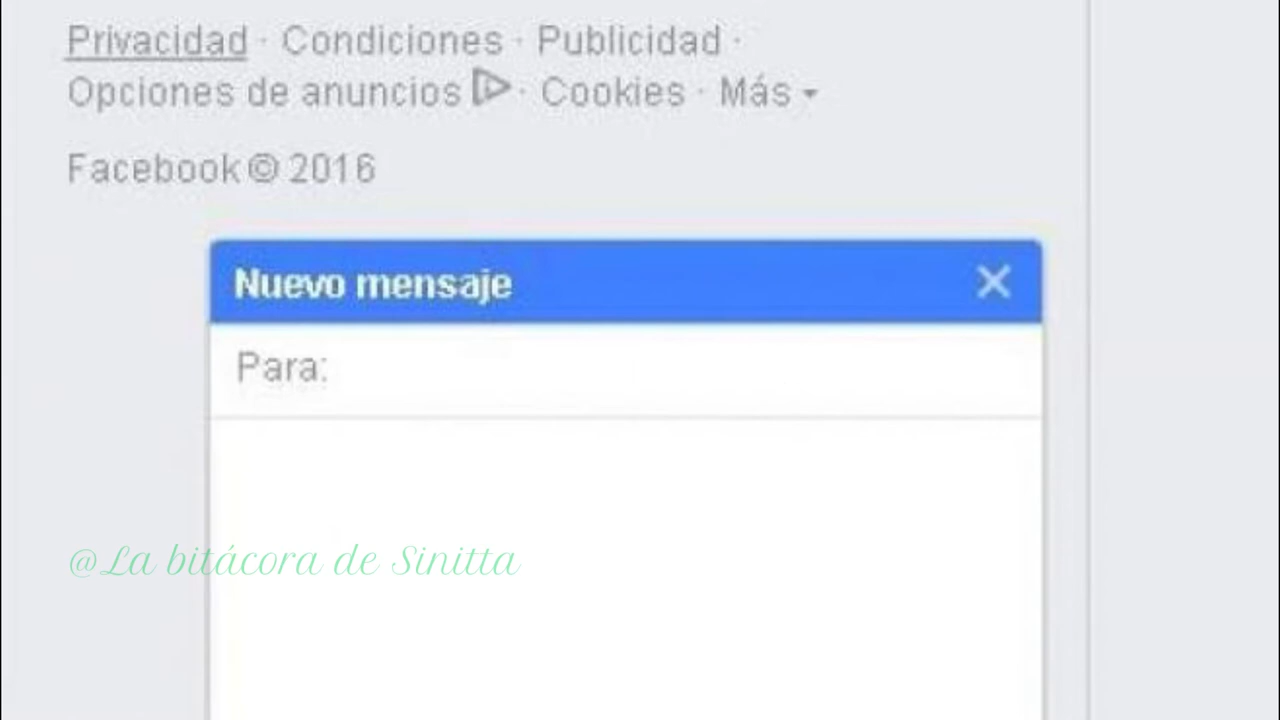 Privacidad · Condiciones · Publicidad ·
Opciones de anuncios · Cookies · Más
Facebook © 2016
Nuevo mensaje
Para:
@La bitácora de Sinitta